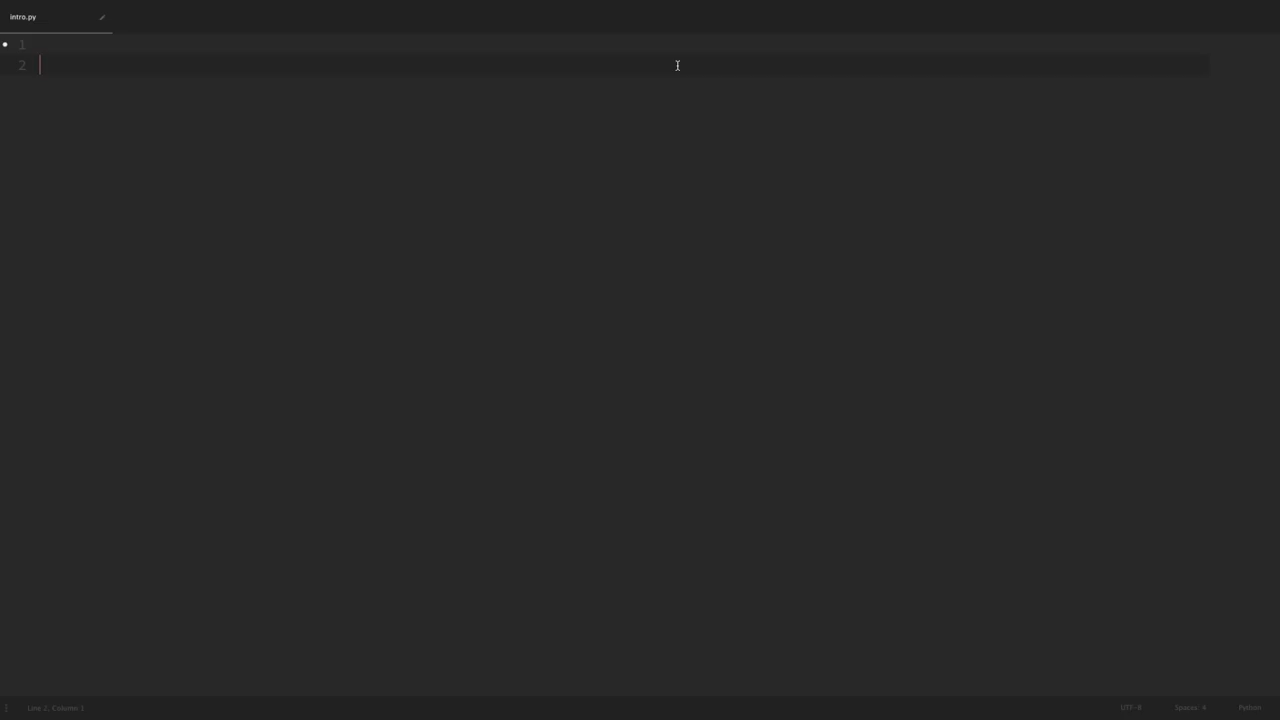 intro.py
1
2
Line 2, Column 1
UTF-8
Spaces: 4
Python